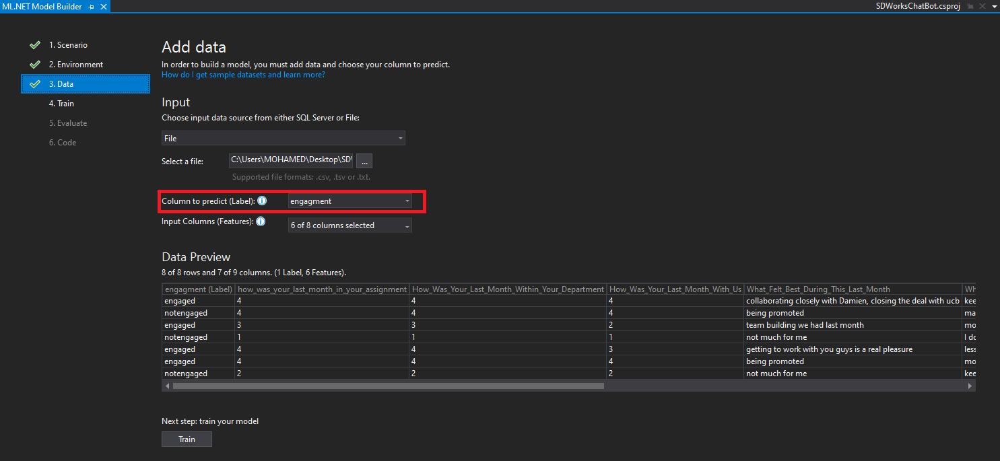 ML.NET Model Builder
SDWorksChatBot.csproj
1. Scenario
2. Environment
3. Data
4. Train
5. Evaluate
6. Code
Add data
In order to build a model, you must add data and choose your column to predict.
How do I get sample datasets and learn more?
Input
Choose input data source from either SQL Server or File:
File
Select a file: C:\Users\MOHAMED\Desktop\SD\ ...
Supported file formats: .csv, .tsv or .txt.
Column to predict (Label): engagment
Input Columns (Features): 6 of 8 columns selected
Data Preview
8 of 8 rows and 7 of 9 columns. (1 Label, 6 Features).
engagment (Label) how_was_your_last_month_in_your_assignment How_Was_Your_Last_Month_Within_Your_Department How_Was_Your_Last_Month_With_Us What_Felt_Best_During_This_Last_Month Wh
engaged 4 4 4 collaborating closely with Damien, closing the deal with ucb kee
notengaged 4 4 4 being promoted ma
engaged 3 3 2 team building we had last month mo
notengaged 1 1 1 not much for me I do
engaged 4 4 3 getting to work with you guys is a real pleasure less
engaged 4 4 4 being promoted mo
notengaged 2 2 2 not much for me kee
Next step: train your model
Train